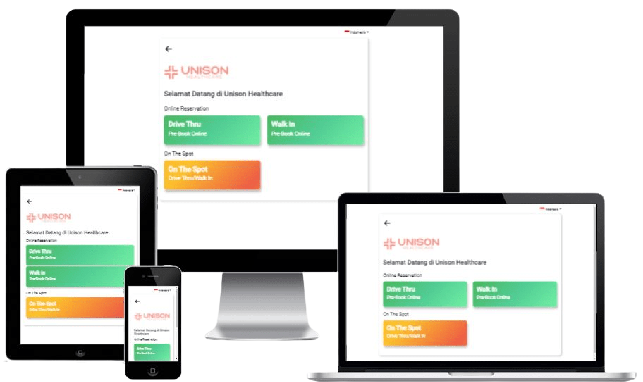 Indonesia
UNISON
HEALTHCARE
Selamat Datang di Unison Healthcare
Online Reservation
Drive Thru
Pre-Book Online
Walk In
Pre-Book Online
On The Spot
On The Spot
Drive Thru/Walk In
UNISON
Selamat Datang di Unison Healthcare
Online Reservation
Drive Thru
Pre-Book Online
Walk In
Pre-Book Online
On The Spot
On The Spot
Drive Thru/Walk In
UNISON
Selamat Datang di Unison
Healthcare
Online Reservation
Drive Thru
Pre-Book Online
Indonesia
UNISON
HEALTHCARE
Selamat Datang di Unison Healthcare
Online Reservation
Drive Thru
Pre-Book Online
Walk In
Pre-Book Online
On The Spot
On The Spot
Drive Thru/Walk In